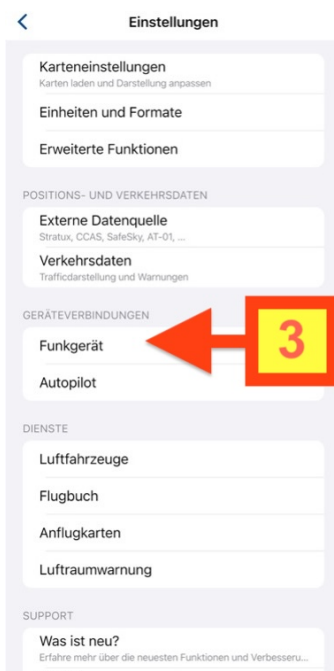 Einstellungen
Karteneinstellungen
Karten laden und Darstellung anpassen
Einheiten und Formate
Erweiterte Funktionen
POSITIONS- UND VERKEHRSDATEN
Externe Datenquelle
Stratux, CCAS, SafeSky, AT-01, ...
Verkehrsdaten
Trafficdarstellung und Warnungen
GERÄTEVERBINDUNGEN
Funkgerät
3
Autopilot
DIENSTE
Luftfahrzeuge
Flugbuch
Anflugkarten
Luftraumwarnung
SUPPORT
Was ist neu?
Erfahre mehr über die neuesten Funktionen und Verbesseru...